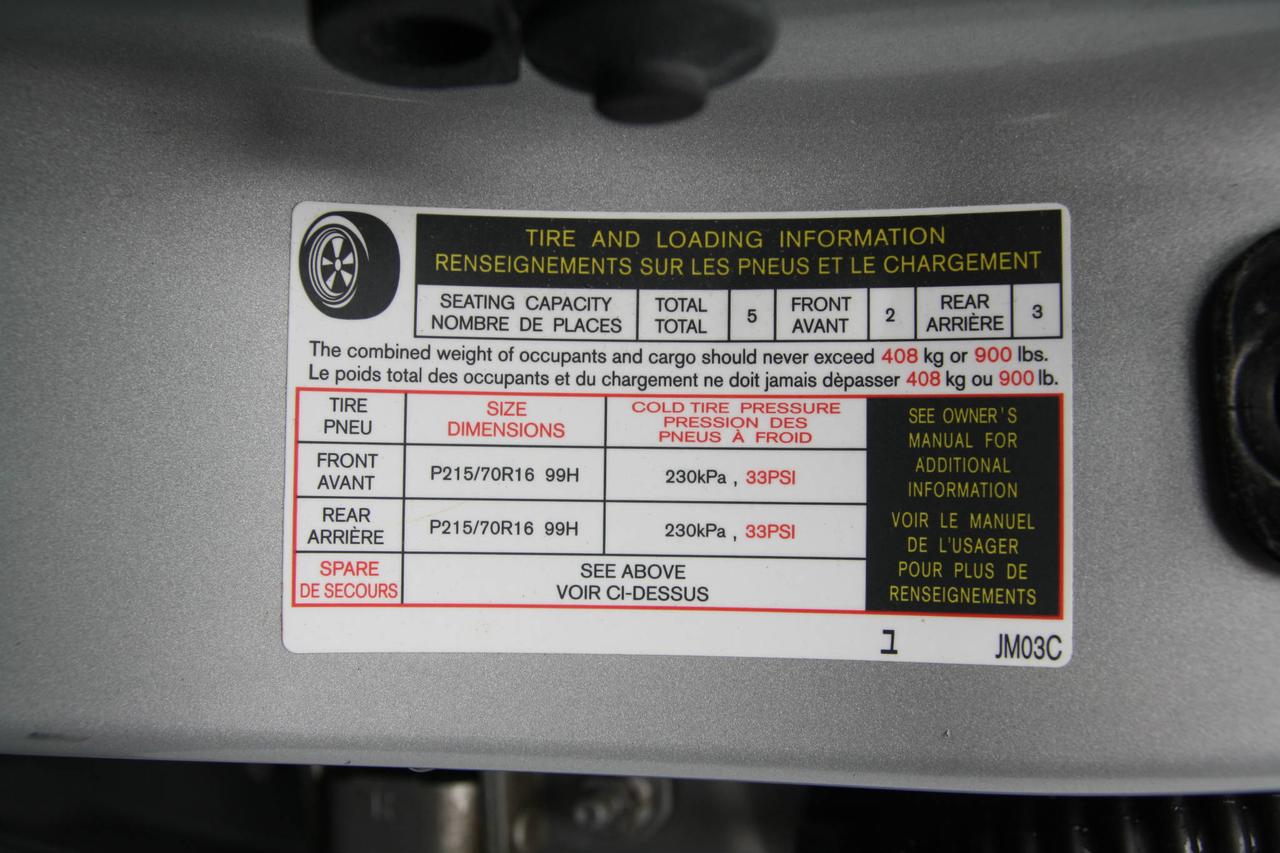 TIRE AND LOADING INFORMATION
RENSEIGNEMENTS SUR LES PNEUS ET LE CHARGEMENT
SEATING CAPACITY
NOMBRE DE PLACES
TOTAL
TOTAL
5
FRONT
AVANT
2
REAR
ARRIÈRE
3
The combined weight of occupants and cargo should never exceed 408 kg or 900 lbs.
Le poids total des occupants et du chargement ne doit jamais dèpasser 408 kg ou 900 lb.
TIRE
PNEU
SIZE
DIMENSIONS
COLD TIRE PRESSURE
PRESSION DES
PNEUS À FROID
FRONT
AVANT
P215/70R16 99H
230kPa , 33PSI
REAR
ARRIÈRE
P215/70R16 99H
230kPa , 33PSI
SPARE
DE SECOURS
SEE ABOVE
VOIR CI-DESSUS
SEE OWNER'S
MANUAL FOR
ADDITIONAL
INFORMATION
VOIR LE MANUEL
DE L'USAGER
POUR PLUS DE
RENSEIGNEMENTS
JM03C